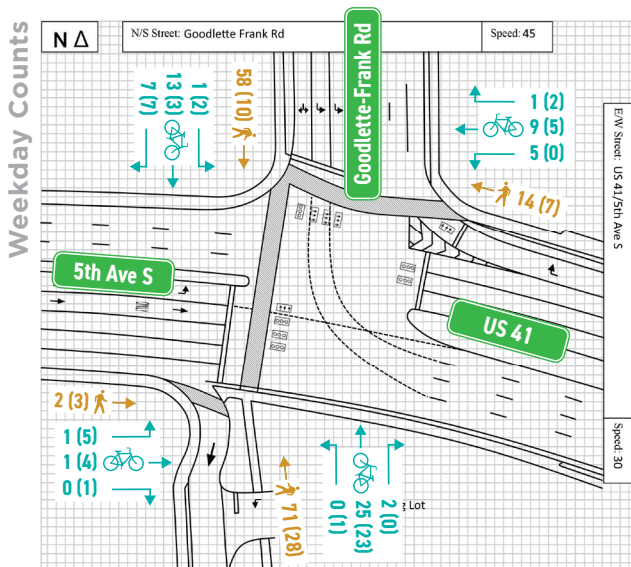 N Δ
N/S Street: Goodlette Frank Rd
Speed: 45
Weekday Counts
Goodlette-Frank Rd
7 (7)
13 (3)
1 (2)
58 (10)
1 (2)
9 (5)
5 (0)
14 (7)
E/W Street: US 41/5th Ave S
5th Ave S
US 41
2 (3)
1 (5)
1 (4)
0 (1)
71 (28)
0 (1)
25 (23)
2 (0)
g Lot
Speed: 30